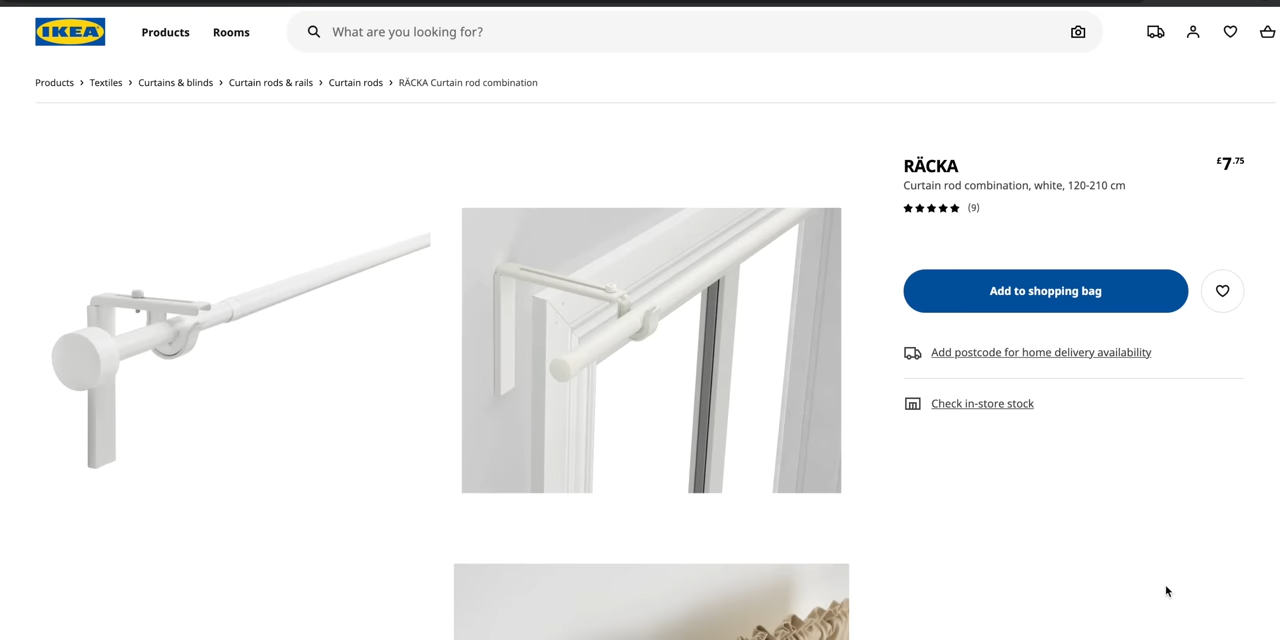 IKEA
Products Rooms What are you looking for?
Products › Textiles › Curtains & blinds › Curtain rods & rails › Curtain rods › RÄCKA Curtain rod combination
RÄCKA £7.75
Curtain rod combination, white, 120-210 cm
(9)
Add to shopping bag
Add postcode for home delivery availability
Check in-store stock